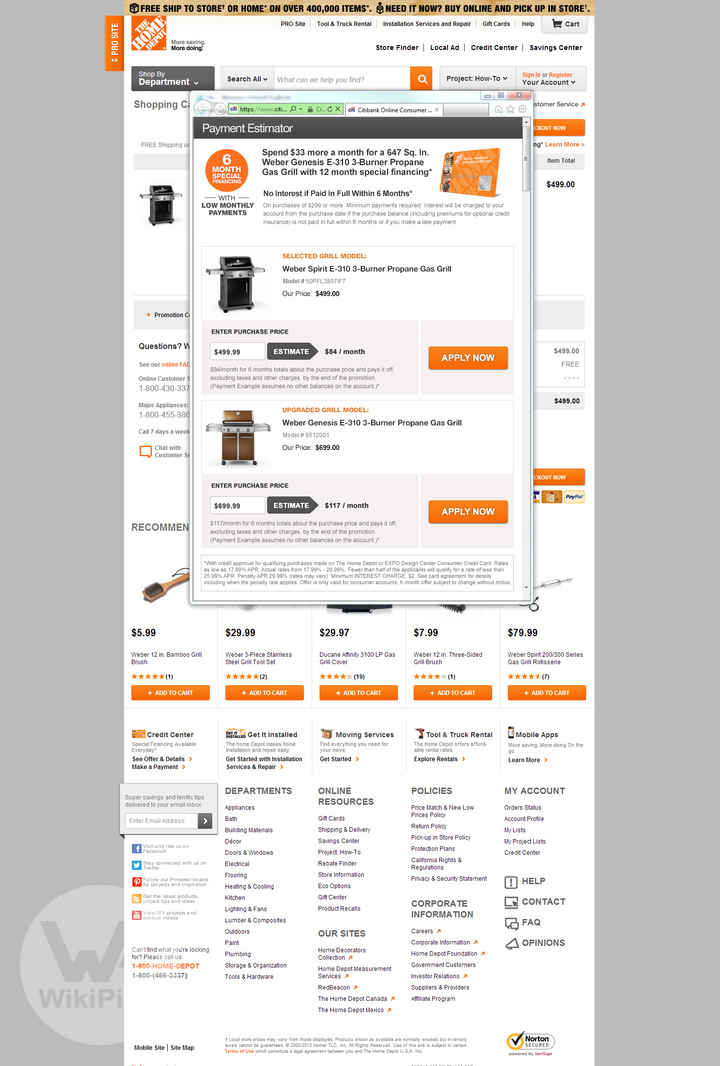 FREE SHIP TO STORE† OR HOME* ON OVER 400,000 ITEMS*. NEED IT NOW? BUY ONLINE AND PICK UP IN STORE†.
PRO SITE
THE HOME DEPOT
More saving.
More doing.
PRO Site | Tool & Truck Rental | Installation Services and Repair | Gift Cards | Help
Cart
Store Finder | Local Ad | Credit Center | Savings Center
Shop By
Department
Search All
What can we help you find?
Project: How-To
Sign In or Register
Your Account
Shopping Ca
stomer Service
https://www.citi...
Citibank Online Consumer ...
CKOUT NOW
FREE Shipping or
ng* Learn More »
Item Total
$499.00
Payment Estimator
6
MONTH
SPECIAL
FINANCING
WITH
LOW MONTHLY
PAYMENTS
Spend $33 more a month for a 647 Sq. In.
Weber Genesis E-310 3-Burner Propane
Gas Grill with 12 month special financing*
No Interest if Paid In Full Within 6 Months*
On purchases of $299 or more. Minimum payments required. Interest will be charged to your
account from the purchase date if the purchase balance (including premiums for optional credit
insurance) is not paid in full within 6 months or if you make a late payment.
SELECTED GRILL MODEL:
Weber Spirit E-310 3-Burner Propane Gas Grill
Model # 50PFL3807/F7
Our Price: $499.00
ENTER PURCHASE PRICE
$499.99
ESTIMATE
$84 / month
APPLY NOW
$84/month for 6 months totals about the purchase price and pays it off,
excluding taxes and other charges, by the end of the promotion.
(Payment Example assumes no other balances on the account.)*
UPGRADED GRILL MODEL:
Weber Genesis E-310 3-Burner Propane Gas Grill
Model # 6512001
Our Price: $699.00
ENTER PURCHASE PRICE
$699.99
ESTIMATE
$117 / month
APPLY NOW
$117/month for 6 months totals about the purchase price and pays it off,
excluding taxes and other charges, by the end of the promotion.
(Payment Example assumes no other balances on the account.)*
*With credit approval for qualifying purchases made on The Home Depot or EXPO Design Center Consumer Credit Card. Rates
as low as 17.99% APR. Actual rates from 17.99% - 26.99%; Fewer than half of the applicants will qualify for a rate of less than
25.99% APR. Penalty APR 29.99% (rates may vary). Minimum INTEREST CHARGE: $2. See card agreement for details
including when the penalty rate applies. Offer is only valid for consumer accounts. 6 month offer subject to change without notice
Promotion C
Questions? W
See our online FAQ
Online Customer S
1-800-430-337
Major Appliances:
1-800-455-386
Call 7 days a week
Chat with
Customer Se
$499.00
FREE
- - - -
$499.00
CKOUT NOW
PayPal
RECOMMEN
$5.99
Weber 12 in. Bamboo Grill
Brush
(1)
+ ADD TO CART
$29.99
Weber 3-Piece Stainless
Steel Grill Tool Set
(2)
+ ADD TO CART
$29.97
Ducane Affinity 3100 LP Gas
Grill Cover
(19)
+ ADD TO CART
$7.99
Weber 12 in. Three-Sided
Grill Brush
(1)
+ ADD TO CART
$79.99
Weber Spirit 200/300 Series
Gas Grill Rotisserie
(7)
+ ADD TO CART
Credit Center
Special Financing Available
Everyday*
See Offer & Details
Make a Payment
Get It Installed
The Home Depot makes home
installation and repair easy.
Get Started with Installation
Services & Repair
Moving Services
Find everything you need for
your move.
Get Started
Tool & Truck Rental
The Home Depot offers afford-
able rental rates.
Explore Rentals
Mobile Apps
More saving. More doing On the
go.
Learn More
Super savings and terrific tips
delivered to your email inbox.
Enter Email Address
Visit and like us on
Facebook
Stay connected with us on
Twitter
Follow our Pinterest boards
for projects and inspiration
Get the latest products,
project tips and ideas
View DIY projects and
product videos
Can't find what you're looking
for? Please call us:
1-800-HOME-DEPOT
1-800-(466-3337)
DEPARTMENTS
Appliances
Bath
Building Materials
Décor
Doors & Windows
Electrical
Flooring
Heating & Cooling
Kitchen
Lighting & Fans
Lumber & Composites
Outdoors
Paint
Plumbing
Storage & Organization
Tools & Hardware
ONLINE
RESOURCES
Gift Cards
Shipping & Delivery
Savings Center
Project: How-To
Rebate Finder
Store Information
Eco Options
Gift Center
Product Recalls
OUR SITES
Home Decorators
Collection
Home Depot Measurement
Services
RedBeacon
The Home Depot Canada
The Home Depot Mexico
POLICIES
Price Match & New Low
Prices Policy
Return Policy
Pick-up in Store Policy
Protection Plans
California Rights &
Regulations
Privacy & Security Statement
CORPORATE
INFORMATION
Careers
Corporate Information
Home Depot Foundation
Government Customers
Investor Relations
Suppliers & Providers
Affiliate Program
MY ACCOUNT
Orders Status
Account Profile
My Lists
My Project Lists
Credit Center
HELP
CONTACT
FAQ
OPINIONS
WikiPi
Mobile Site | Site Map
† Local store prices may vary from those displayed. Products shown as available are normally stocked but inventory
levels cannot be guaranteed. © 2000-2013 Homer TLC, Inc. All Rights Reserved. Use of this site is subject to certain
Terms of Use which constitute a legal agreement between you and The Home Depot U.S.A, Inc.
Norton
SECURED
powered by VeriSign